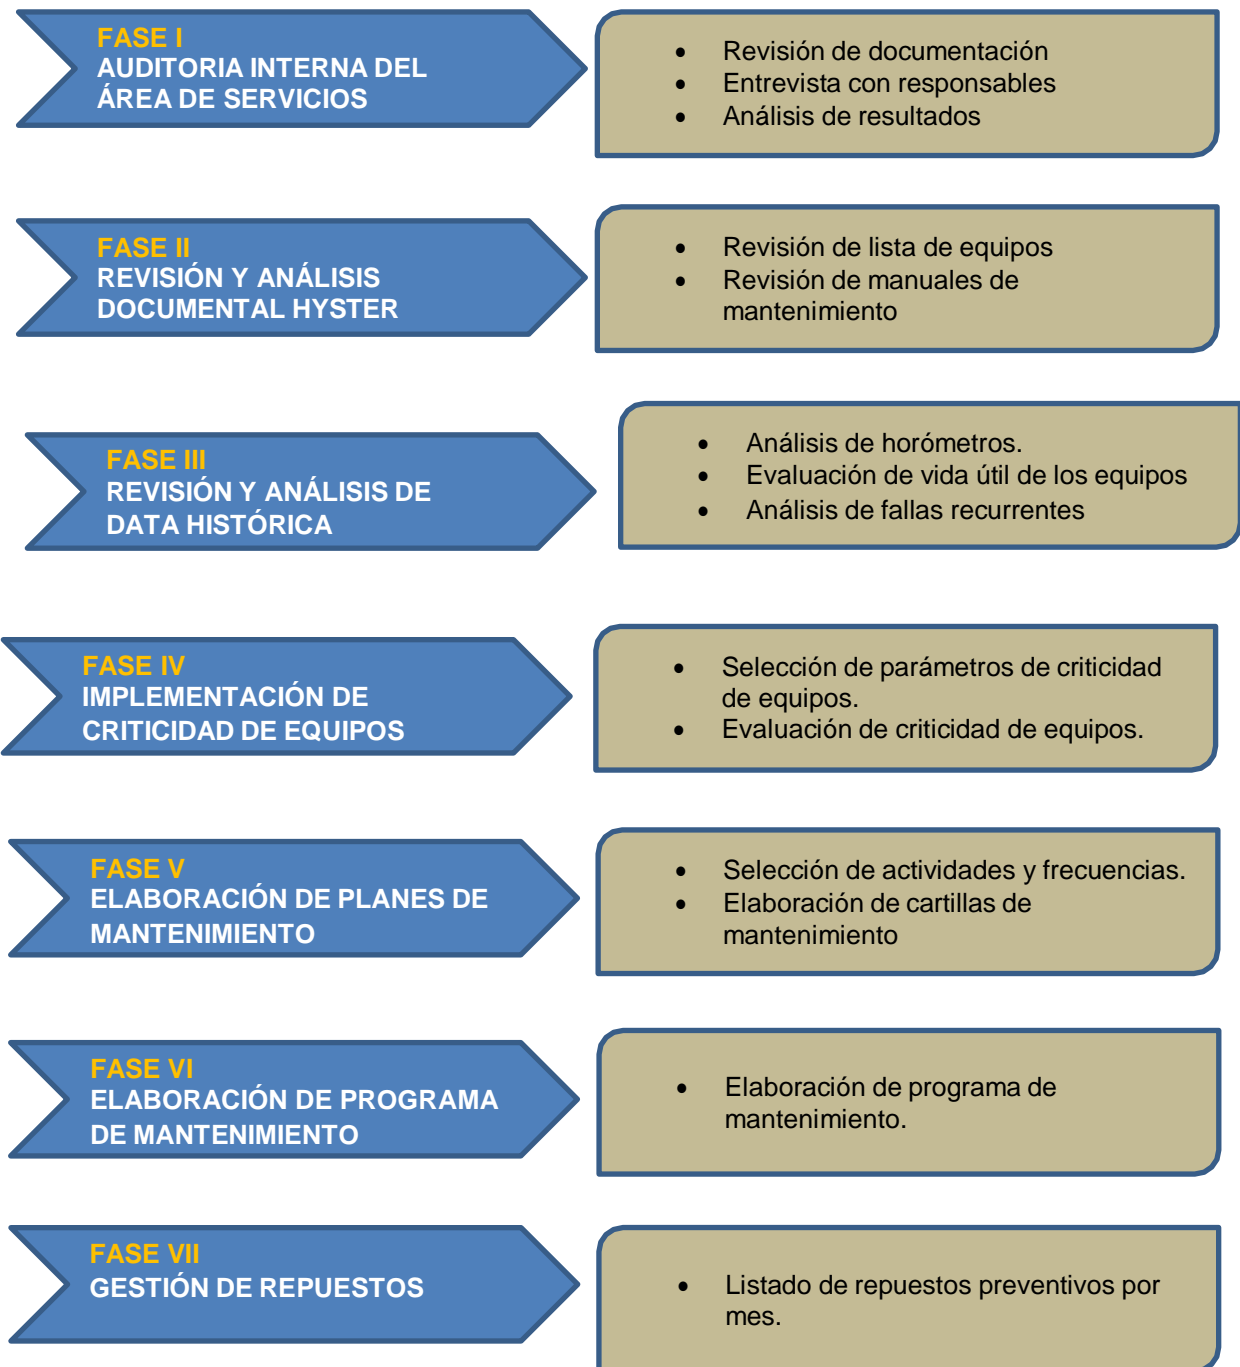 FASE I
AUDITORIA INTERNA DEL
ÁREA DE SERVICIOS
• Revisión de documentación
• Entrevista con responsables
• Análisis de resultados
FASE II
REVISIÓN Y ANÁLISIS
DOCUMENTAL HYSTER
• Revisión de lista de equipos
• Revisión de manuales de
mantenimiento
FASE III
REVISIÓN Y ANÁLISIS DE
DATA HISTÓRICA
• Análisis de horómetros.
• Evaluación de vida útil de los equipos
• Análisis de fallas recurrentes
FASE IV
IMPLEMENTACIÓN DE
CRITICIDAD DE EQUIPOS
• Selección de parámetros de criticidad
de equipos.
• Evaluación de criticidad de equipos.
FASE V
ELABORACIÓN DE PLANES DE
MANTENIMIENTO
• Selección de actividades y frecuencias.
• Elaboración de cartillas de
mantenimiento
FASE VI
ELABORACIÓN DE PROGRAMA
DE MANTENIMIENTO
• Elaboración de programa de
mantenimiento.
FASE VII
GESTIÓN DE REPUESTOS
• Listado de repuestos preventivos por
mes.